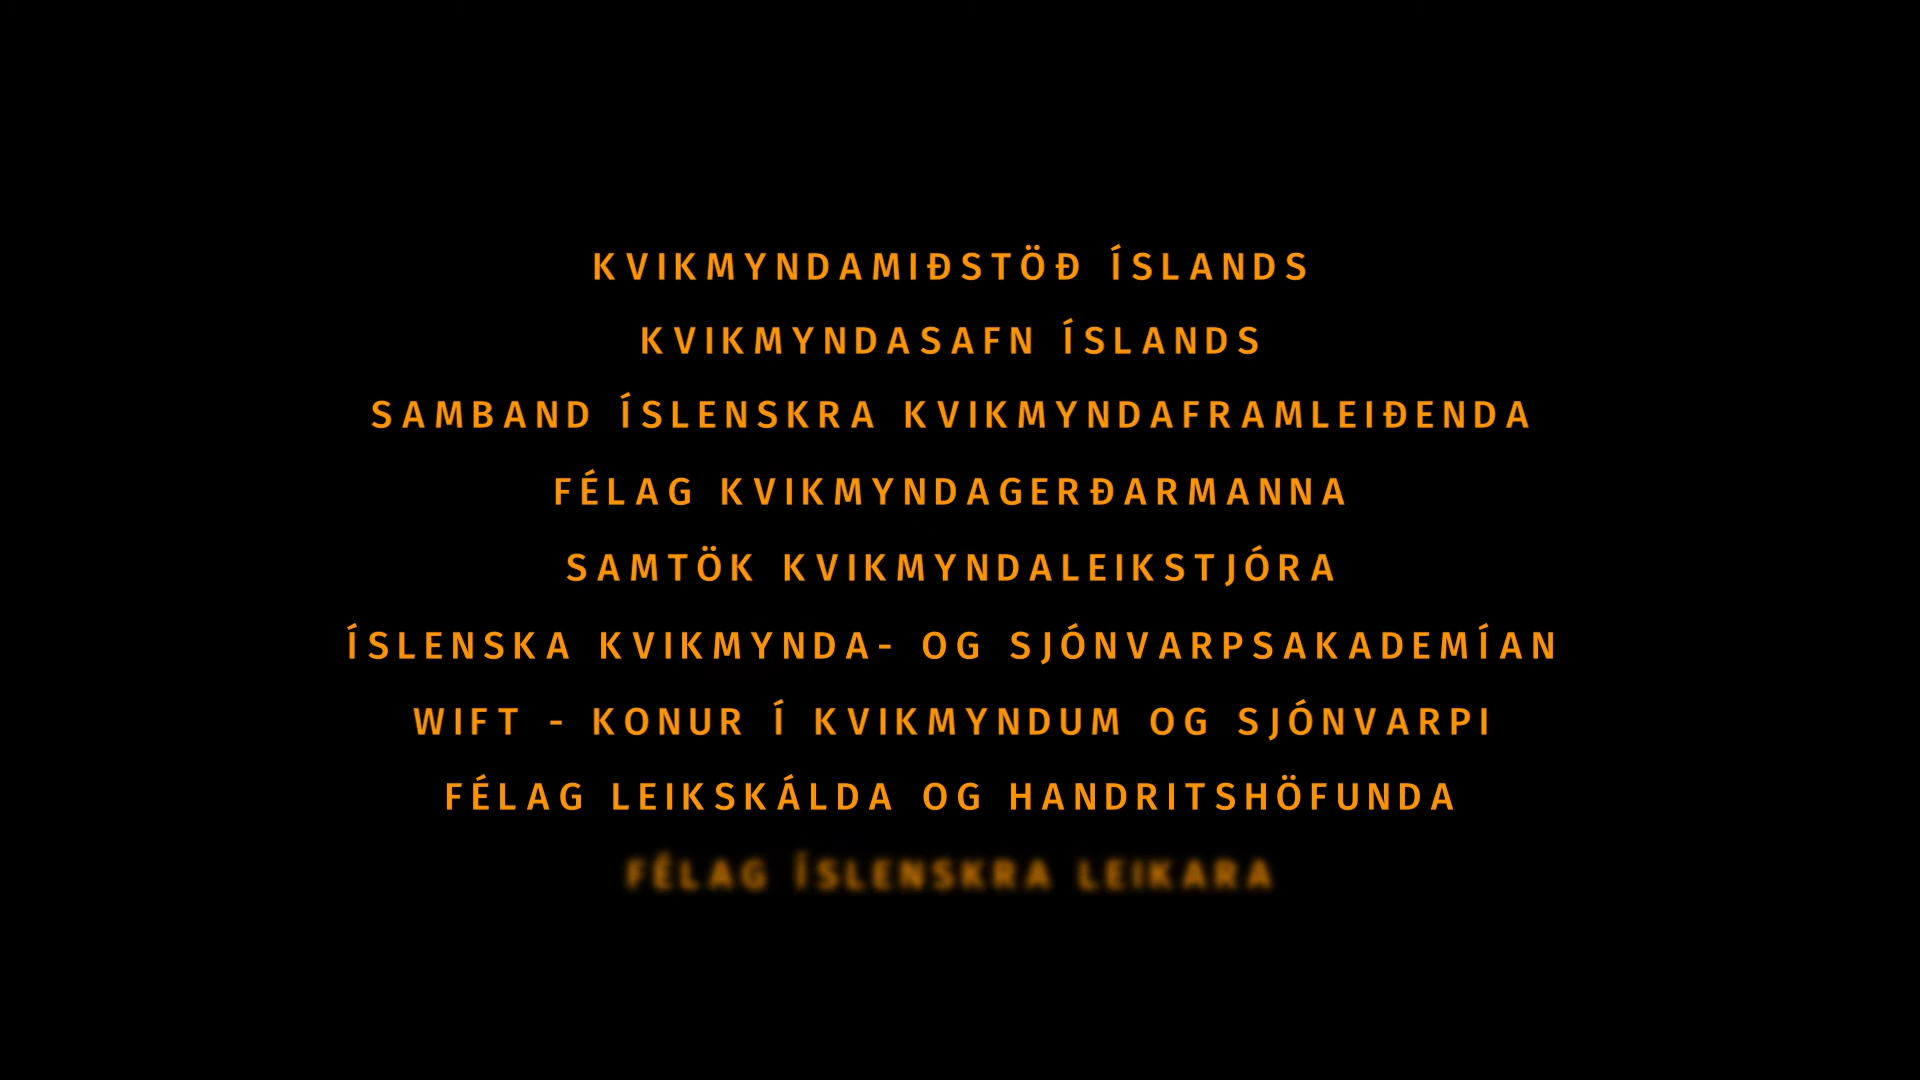 KVIKMYNDAMIÐSTÖÐ ÍSLANDS
KVIKMYNDASAFN ÍSLANDS
SAMBAND ÍSLENSKRA KVIKMYNDAFRAMLEIÐENDA
FÉLAG KVIKMYNDAGERÐARMANNA
SAMTÖK KVIKMYNDALEIKSTJÓRA
ÍSLENSKA KVIKMYNDA- OG SJÓNVARPSAKADEMÍAN
WIFT - KONUR Í KVIKMYNDUM OG SJÓNVARPI
FÉLAG LEIKSKÁLDA OG HANDRITSHÖFUNDA
FÉLAG ÍSLENSKRA LEIKARA